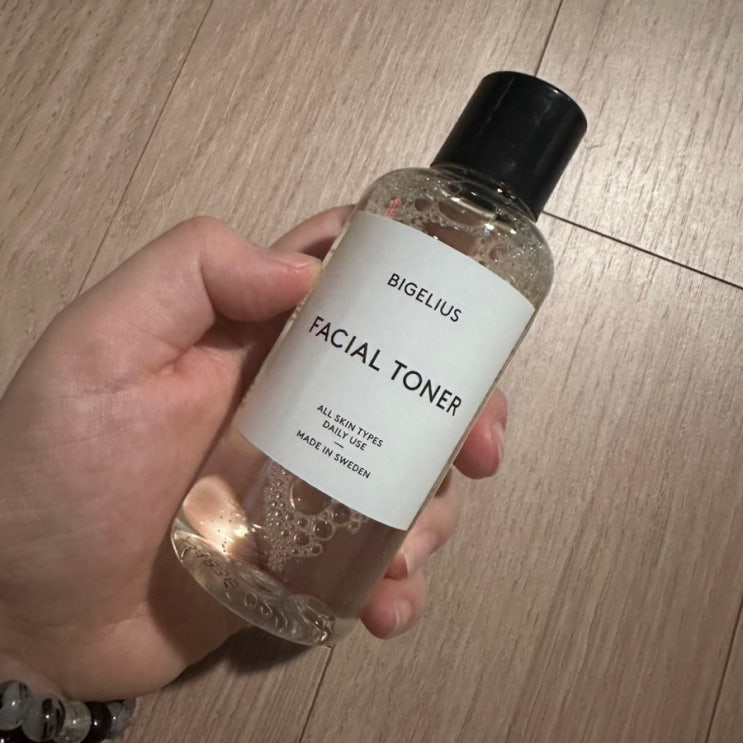 BIGELIUS
FACIAL TONER
ALL SKIN TYPES
DAILY USE
—
MADE IN SWEDEN